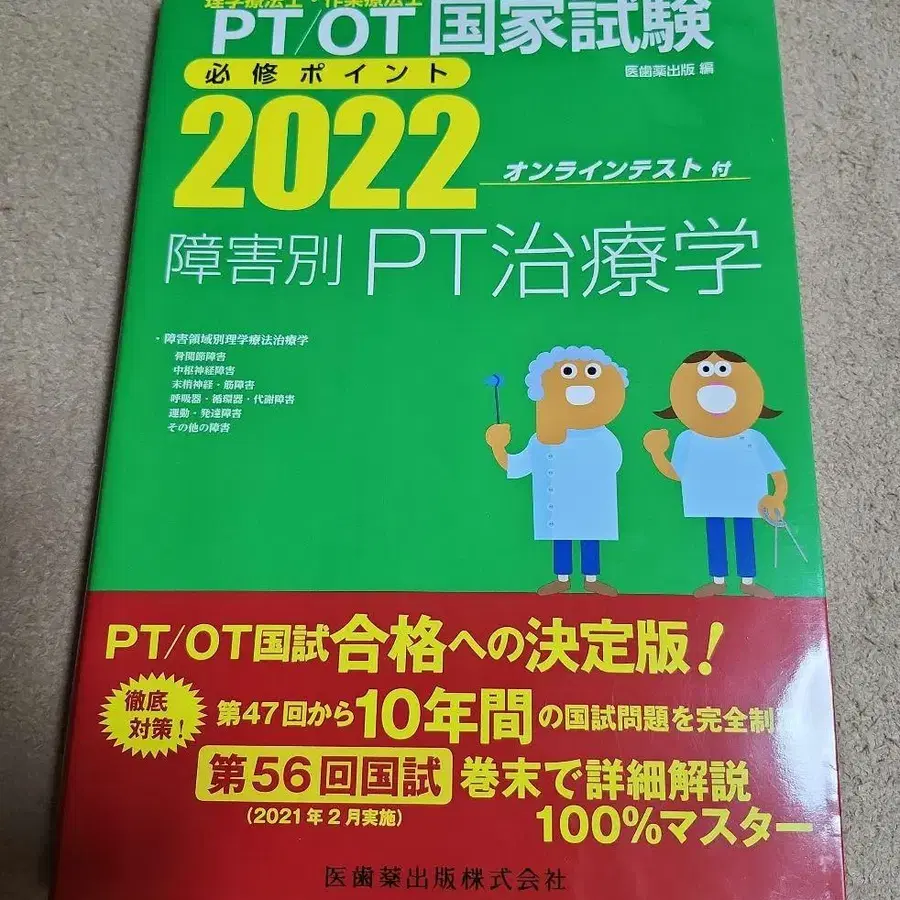 理学療法士・作業療法士
PT/OT 国家試験
必修ポイント
医歯薬出版 編
2022
オンラインテスト付
障害別 PT治療学
・障害領域別理学療法治療学
骨関節障害
中枢神経障害
末梢神経・筋障害
呼吸器・循環器・代謝障害
運動・発達障害
その他の障害
PT/OT国試合格への決定版!
徹底
対策!
第47回から10年間の国試問題を完全制
第56回国試 巻末で詳細解説
(2021年2月実施)
100%マスター
医歯薬出版株式会社